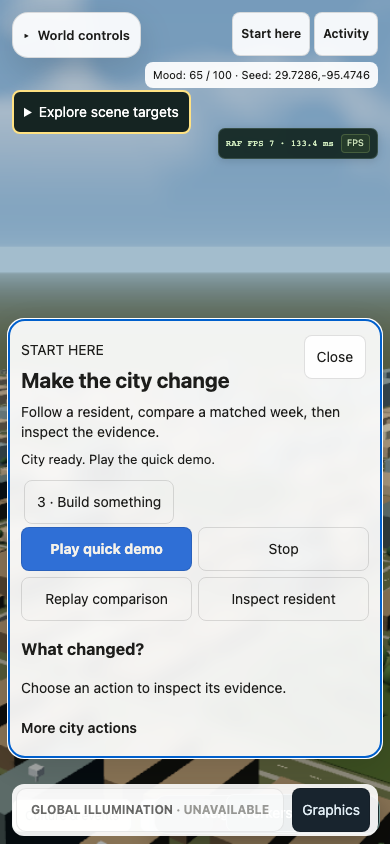 ▸ World controls
Start here
Activity
Mood: 65 / 100 · Seed: 29.7286,-95.4746
▶ Explore scene targets
RAF FPS 7 · 133.4 ms
FPS
START HERE
Close
Make the city change
Follow a resident, compare a matched week, then
inspect the evidence.
City ready. Play the quick demo.
3 · Build something
Play quick demo
Stop
Replay comparison
Inspect resident
What changed?
Choose an action to inspect its evidence.
More city actions
GLOBAL ILLUMINATION · UNAVAILABLE
Graphics